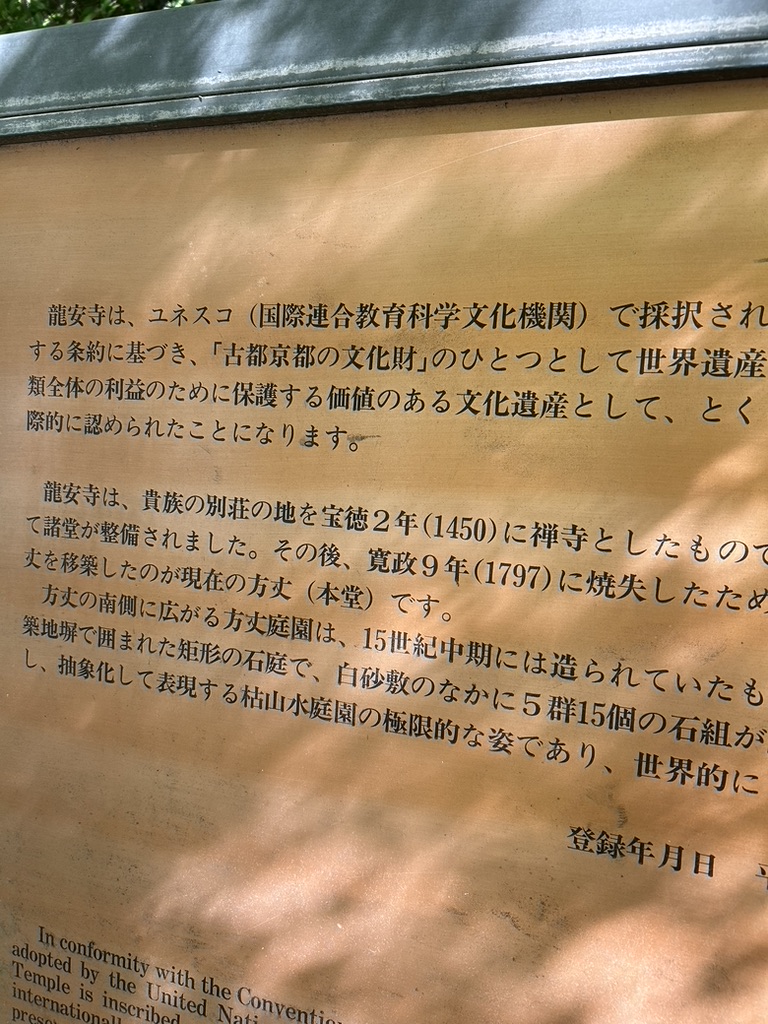 龍安寺は、ユネスコ（国際連合教育科学文化機関）で採択され
する条約に基づき、「古都京都の文化財」のひとつとして世界遺産
類全体の利益のために保護する価値のある文化遺産として、とく
際的に認められたことになります。
龍安寺は、貴族の別荘の地を宝徳２年(1450)に禅寺としたもので
て諸堂が整備されました。その後、寛政９年(1797)に焼失したため
丈を移築したのが現在の方丈（本堂）です。
方丈の南側に広がる方丈庭園は、15世紀中期には造られていたも
築地塀で囲まれた矩形の石庭で、白砂敷のなかに５群15個の石組が
し、抽象化して表現する枯山水庭園の極限的な姿であり、世界的に
登録年月日
In conformity with the Convention
adopted by the United Nati
Temple is inscribed
internationall
prese